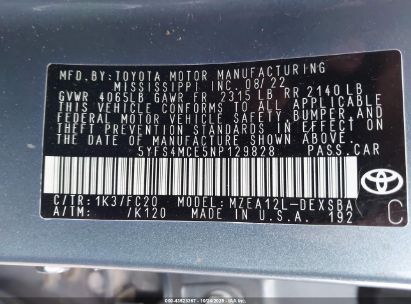 MFD.BY:TOYOTA MOTOR MANUFACTURING
MISSISSIPPI INC. 08/22
GVWR 4065LB GAWR FR 2315 LB RR 2140 LB
THIS VEHICLE CONFORMS TO ALL APPLICABLE
FEDERAL MOTOR VEHICLE SAFETY, BUMPER, AND
THEFT PREVENTION STANDARDS IN EFFECT ON
THE DATE OF MANUFACTURE SHOWN ABOVE.
5YFS4MCE5NP129828 PASS.CAR
C/TR: 1K3/FC20 MODEL: MZEA12L-DEXSBA
A/TM: /K120 MADE IN U.S.A. 192
TOYOTA
C